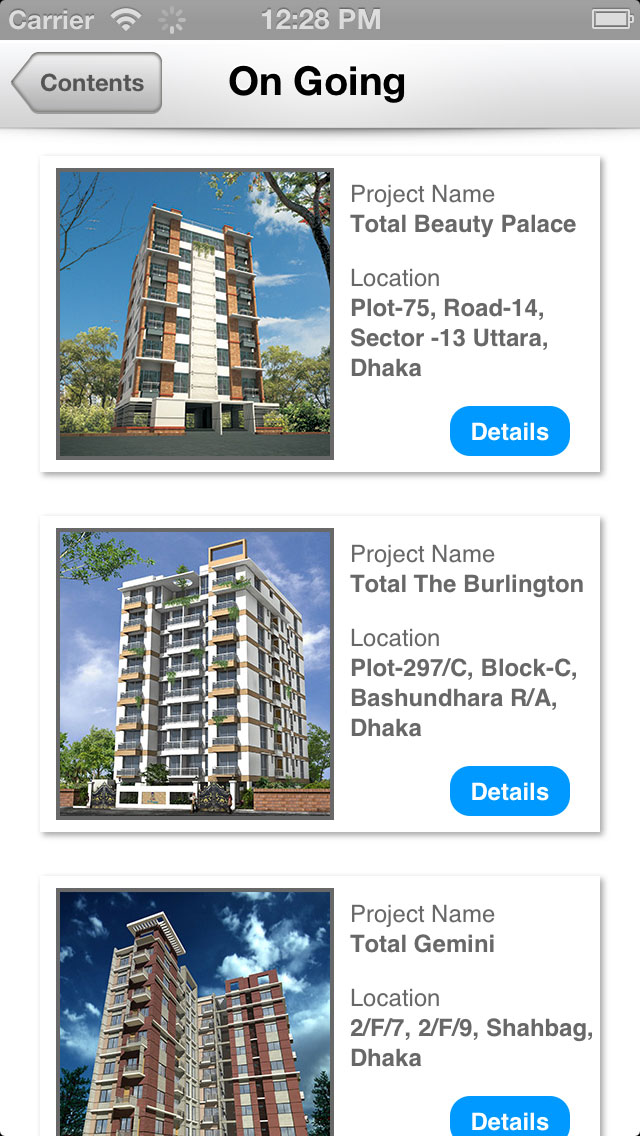 Carrier 12:28 PM
Contents On Going
Project Name
Total Beauty Palace
Location
Plot-75, Road-14,
Sector -13 Uttara,
Dhaka
Details
Project Name
Total The Burlington
Location
Plot-297/C, Block-C,
Bashundhara R/A,
Dhaka
Details
Project Name
Total Gemini
Location
2/F/7, 2/F/9, Shahbag,
Dhaka
Details